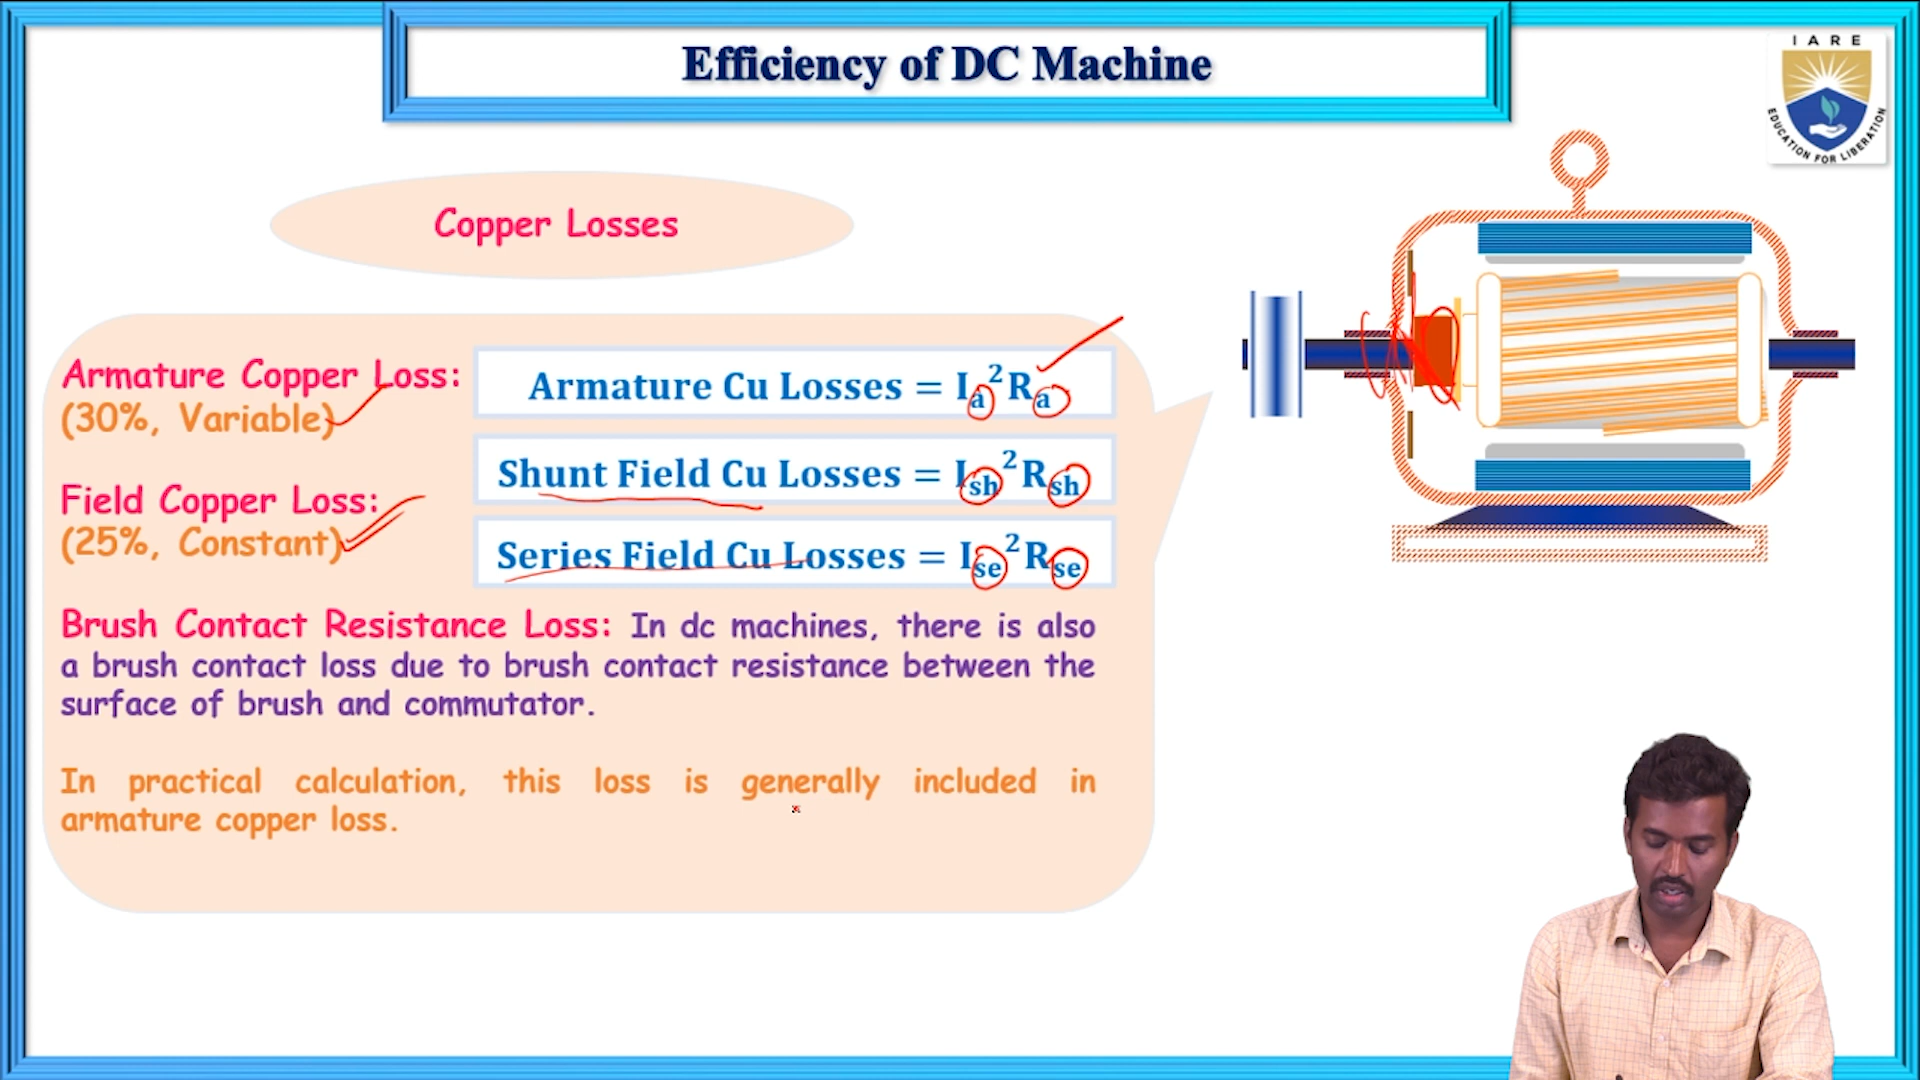 Efficiency of DC Machine
I A R E
EDUCATION FOR LIBERATION
Copper Losses
Armature Copper Loss:
(30%, Variable)
Armature Cu Losses = Iₐ²Rₐ
Field Copper Loss:
(25%, Constant)
Shunt Field Cu Losses = I_sh²R_sh
Series Field Cu Losses = I_se²R_se
Brush Contact Resistance Loss: In dc machines, there is also
a brush contact loss due to brush contact resistance between the
surface of brush and commutator.
In practical calculation, this loss is generally included in
armature copper loss.